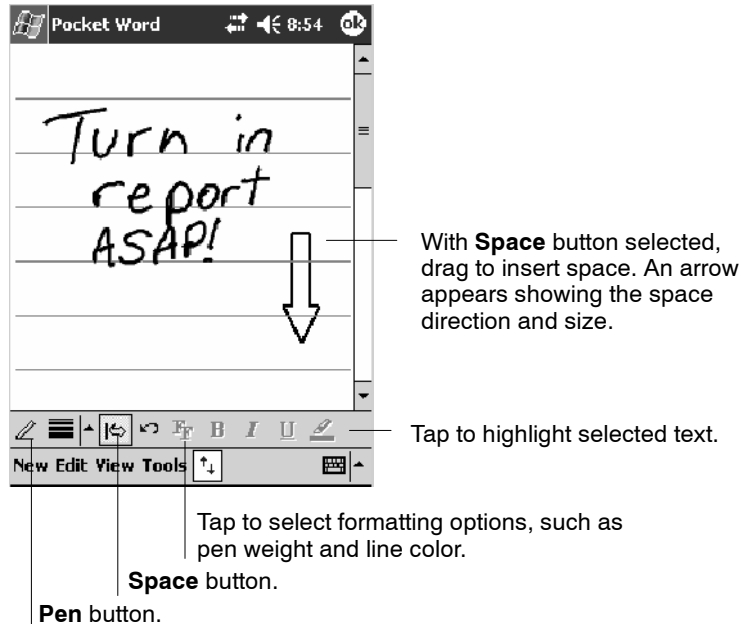 Pocket Word 8:54 ok
Turn in
report
ASAP!
With Space button selected,
drag to insert space. An arrow
appears showing the space
direction and size.
FF B I U
Tap to highlight selected text.
New Edit View Tools
Tap to select formatting options, such as
pen weight and line color.
Space button.
Pen button.